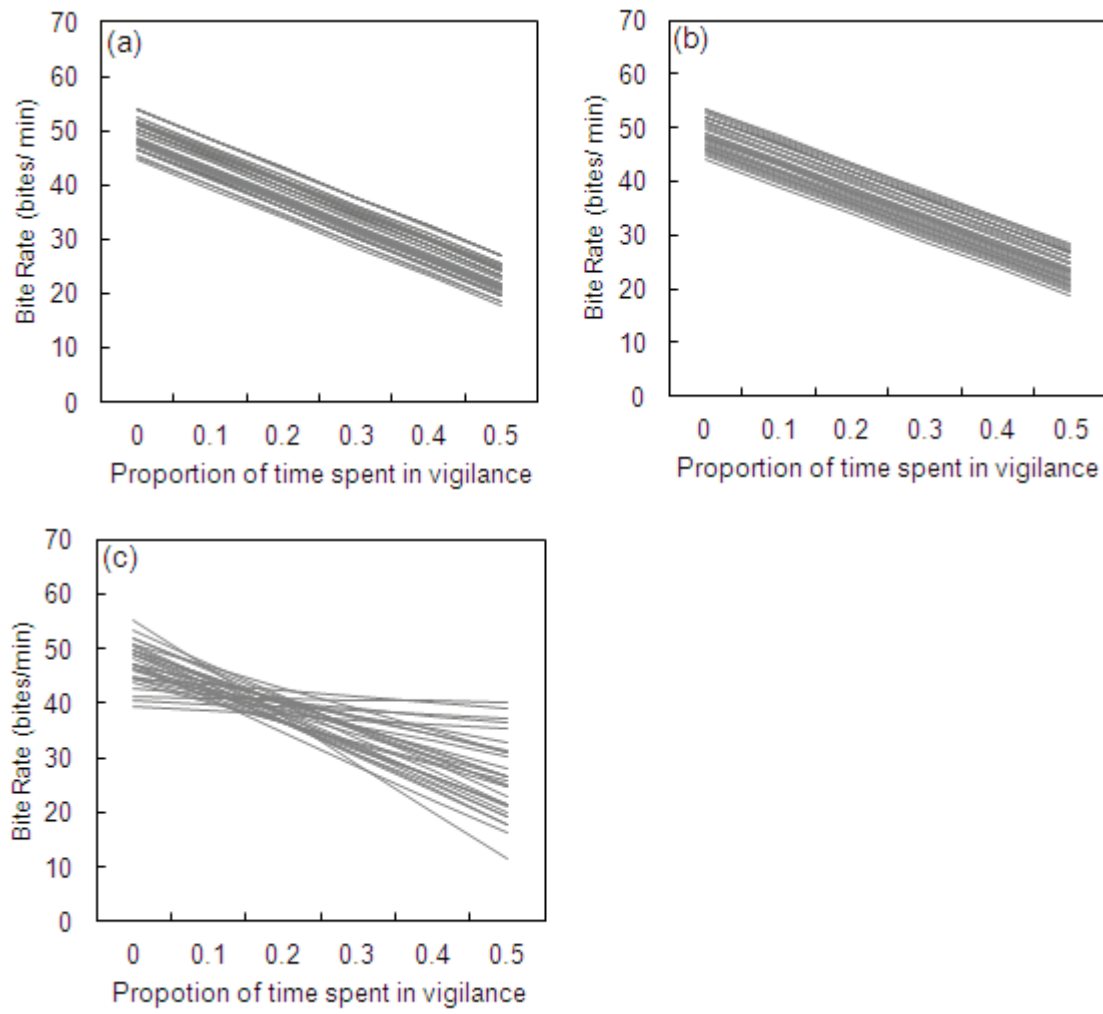 (a)
70
60
50
40
30
20
10
0
Bite Rate (bites/ min)
0 0.1 0.2 0.3 0.4 0.5
Proportion of time spent in vigilance
(b)
70
60
50
40
30
20
10
0
Bite Rate (bites/ min)
0 0.1 0.2 0.3 0.4 0.5
Proportion of time spent in vigilance
(c)
70
60
50
40
30
20
10
0
Bite Rate (bites/min)
0 0.1 0.2 0.3 0.4 0.5
Propotion of time spent in vigilance